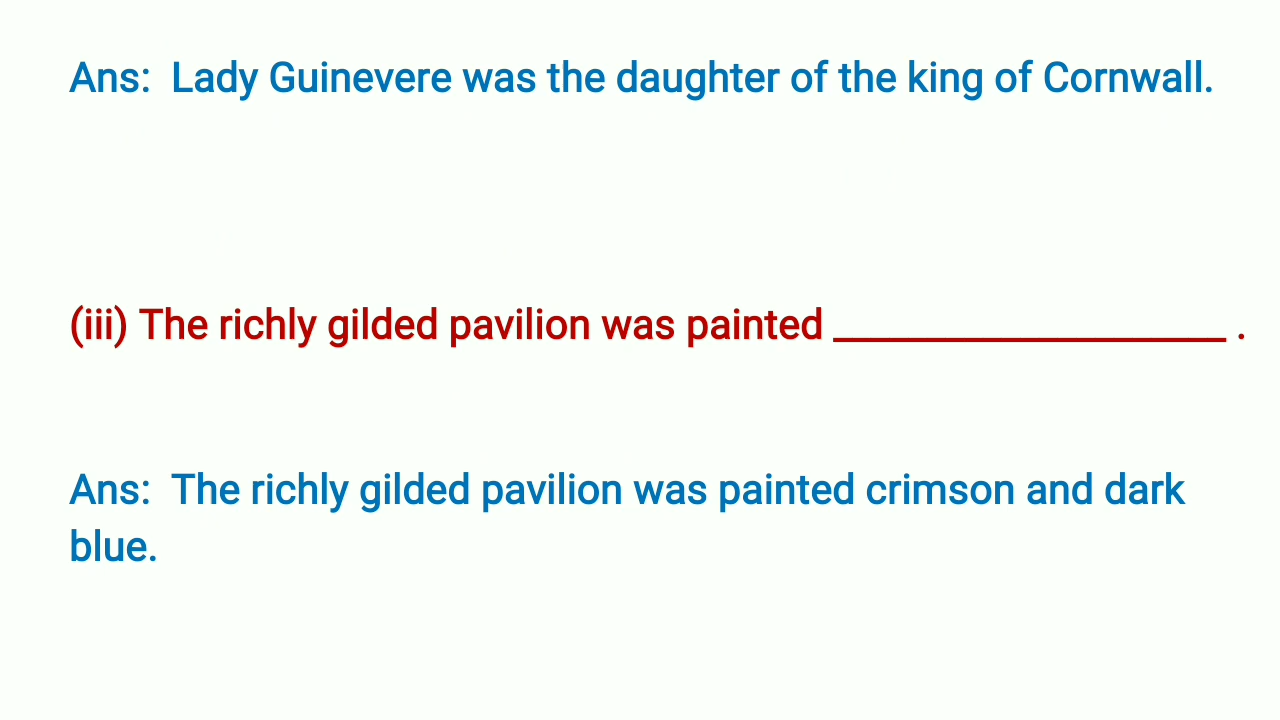 Ans: Lady Guinevere was the daughter of the king of Cornwall.
(iii) The richly gilded pavilion was painted ___________________ .
Ans: The richly gilded pavilion was painted crimson and dark
blue.